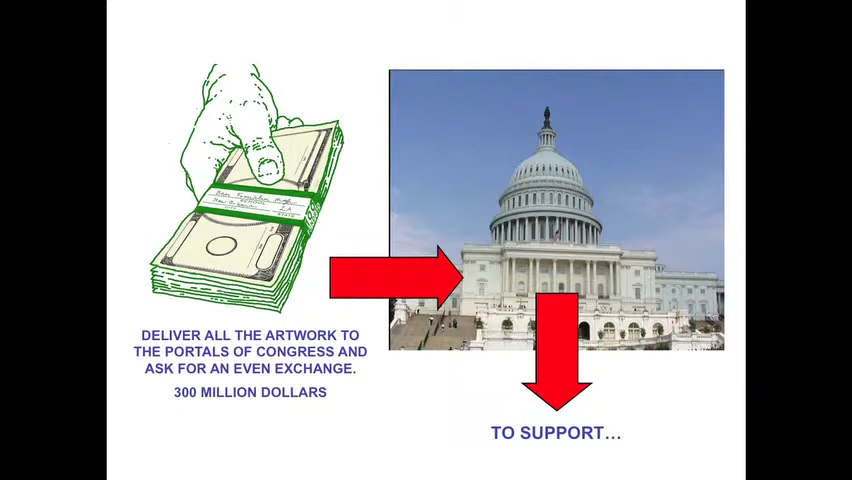 DELIVER ALL THE ARTWORK TO
THE PORTALS OF CONGRESS AND
ASK FOR AN EVEN EXCHANGE.
300 MILLION DOLLARS
TO SUPPORT…